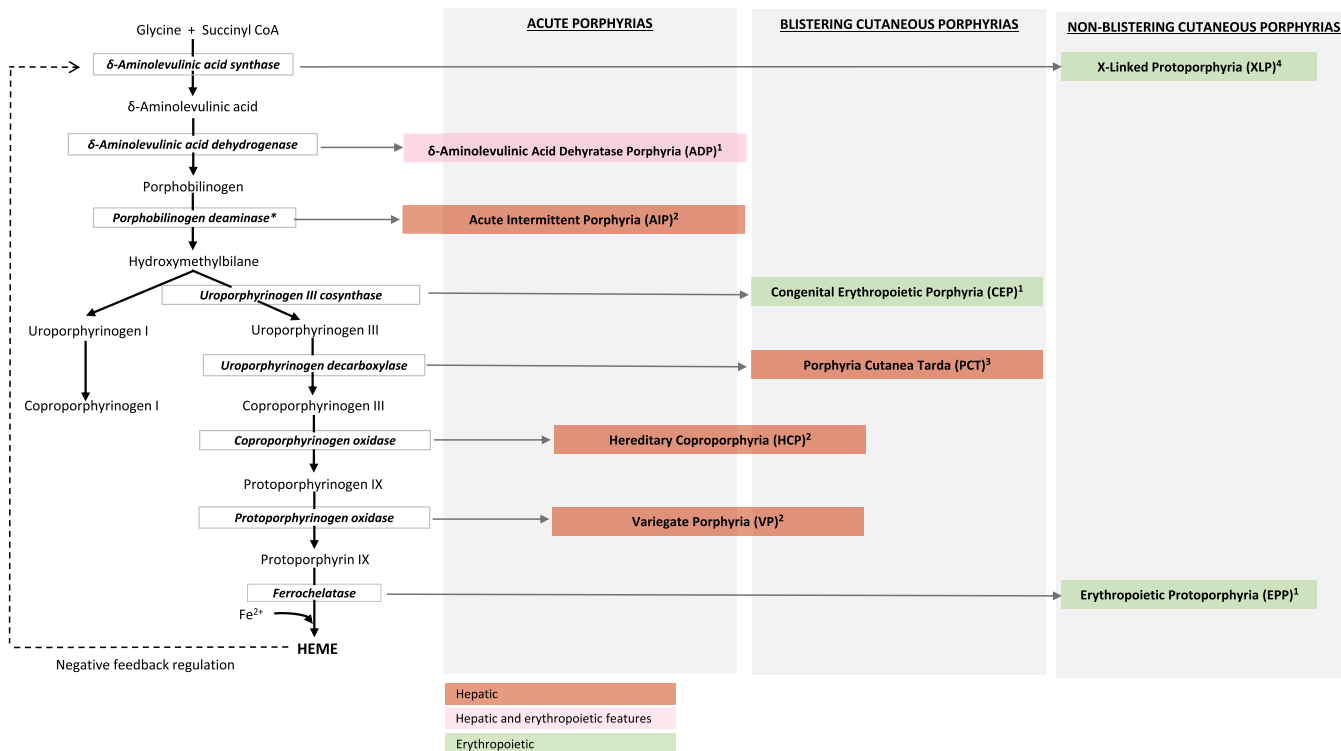 ACUTE PORPHYRIAS
BLISTERING CUTANEOUS PORPHYRIAS
NON-BLISTERING CUTANEOUS PORPHYRIAS
Glycine + Succinyl CoA
δ-Aminolevulinic acid synthase
X-Linked Protoporphyria (XLP)⁴
δ-Aminolevulinic acid
δ-Aminolevulinic acid dehydrogenase
δ-Aminolevulinic Acid Dehydratase Porphyria (ADP)¹
Porphobilinogen
Porphobilinogen deaminase*
Acute Intermittent Porphyria (AIP)²
Hydroxymethylbilane
Uroporphyrinogen III cosynthase
Congenital Erythropoietic Porphyria (CEP)¹
Uroporphyrinogen I
Uroporphyrinogen III
Uroporphyrinogen decarboxylase
Porphyria Cutanea Tarda (PCT)³
Coproporphyrinogen I
Coproporphyrinogen III
Coproporphyrinogen oxidase
Hereditary Coproporphyria (HCP)²
Protoporphyrinogen IX
Protoporphyrinogen oxidase
Variegate Porphyria (VP)²
Protoporphyrin IX
Ferrochelatase
Erythropoietic Protoporphyria (EPP)¹
Fe²⁺
HEME
Negative feedback regulation
Hepatic
Hepatic and erythropoietic features
Erythropoietic